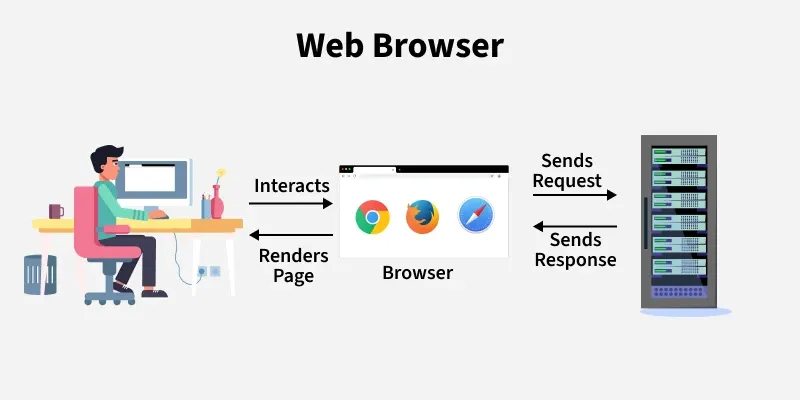 Web Browser
Interacts
Renders
Page
Browser
Sends
Request
Sends
Response